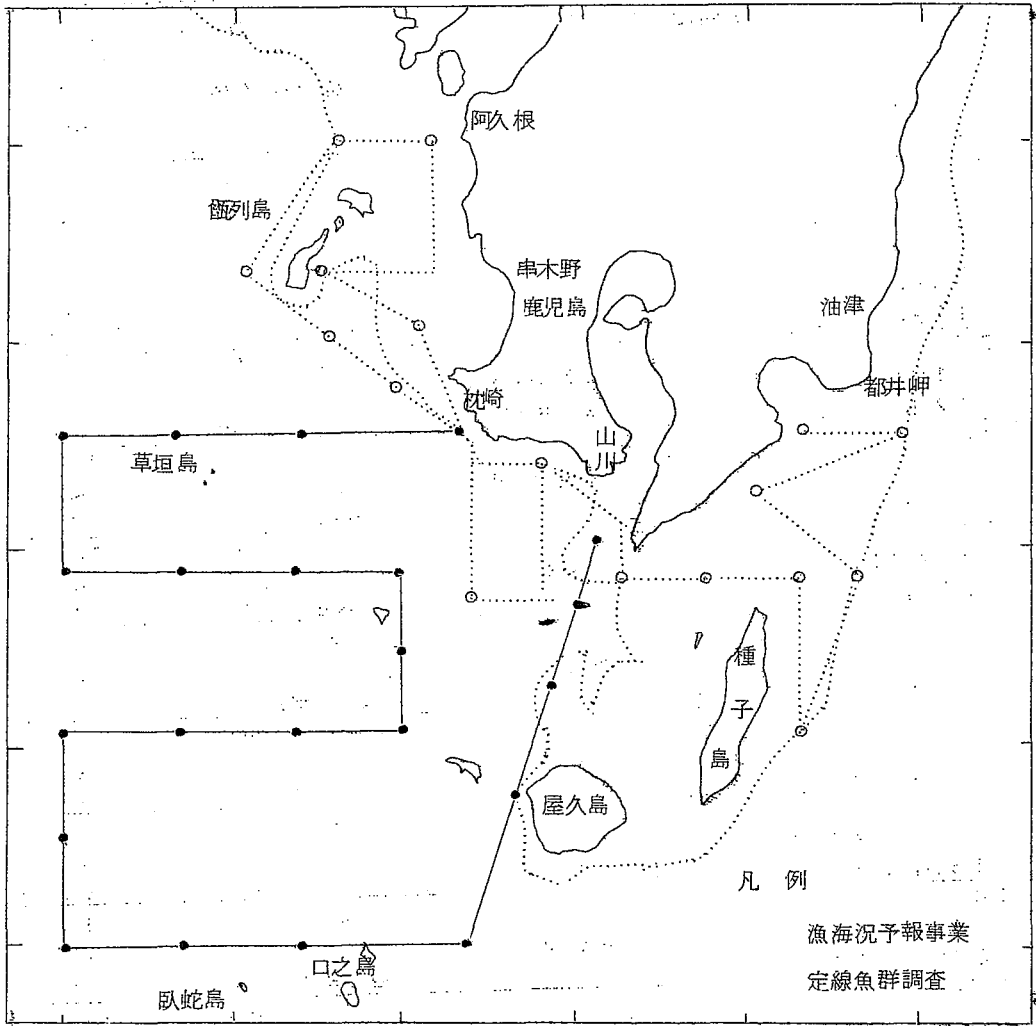 阿久根
甑列島
串木野
鹿児島
油津
都井岬
枕崎
山川
草垣島
種子島
屋久島
凡 例
漁海況予報事業
口之島
定線魚群調査
臥蛇島